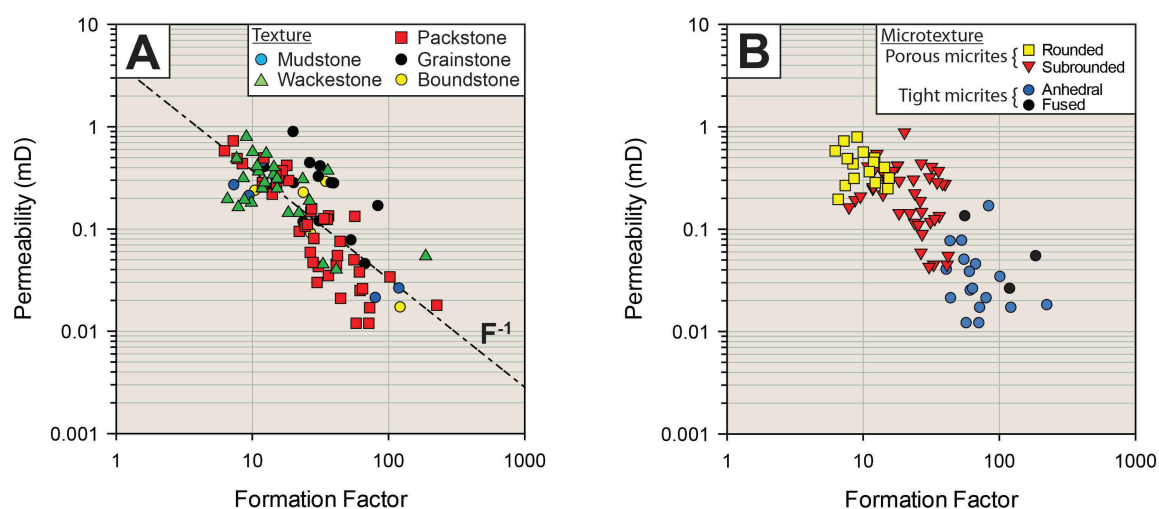 A
Texture
Mudstone
Wackestone
Packstone
Grainstone
Boundstone
10
1
0.1
0.01
0.001
Permeability (mD)
F-1
1
10
100
1000
Formation Factor
B
Microtexture
Porous micrites { Rounded
Subrounded
Tight micrites { Anhedral
Fused
10
1
0.1
0.01
0.001
Permeability (mD)
1
10
100
1000
Formation Factor